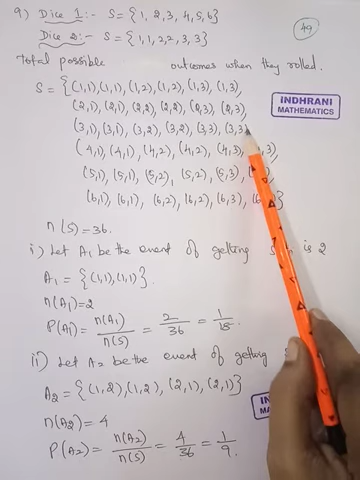 9) Dice 1:- S = {1, 2, 3, 4, 5, 6}
Dice 2:- S = {1, 1, 2, 2, 3, 3}
49
Total possible outcomes when they rolled.
S = {(1,1), (1,1), (1,2), (1,2), (1,3), (1,3),
(2,1), (2,1), (2,2), (2,2), (2,3), (2,3),
(3,1), (3,1), (3,2), (3,2), (3,3), (3,3)
(4,1), (4,1), (4,2), (4,2), (4,3), 3),
(5,1), (5,1), (5,2), (5,2), (5,3), (
(6,1), (6,1), (6,2), (6,2), (6,3), (6 }
INDHRANI
MATHEMATICS
n(S) = 36.
i) Let A1 be the event of getting is 2
A1 = {(1,1), (1,1)}.
n(A1) = 2
P(A1) = n(A1)/n(S) = 2/36 = 1/18.
ii) Let A2 be the event of getting
A2 = {(1,2), (1,2), (2,1), (2,1)}
n(A2) = 4
P(A2) = n(A2)/n(S) = 4/36 = 1/9.